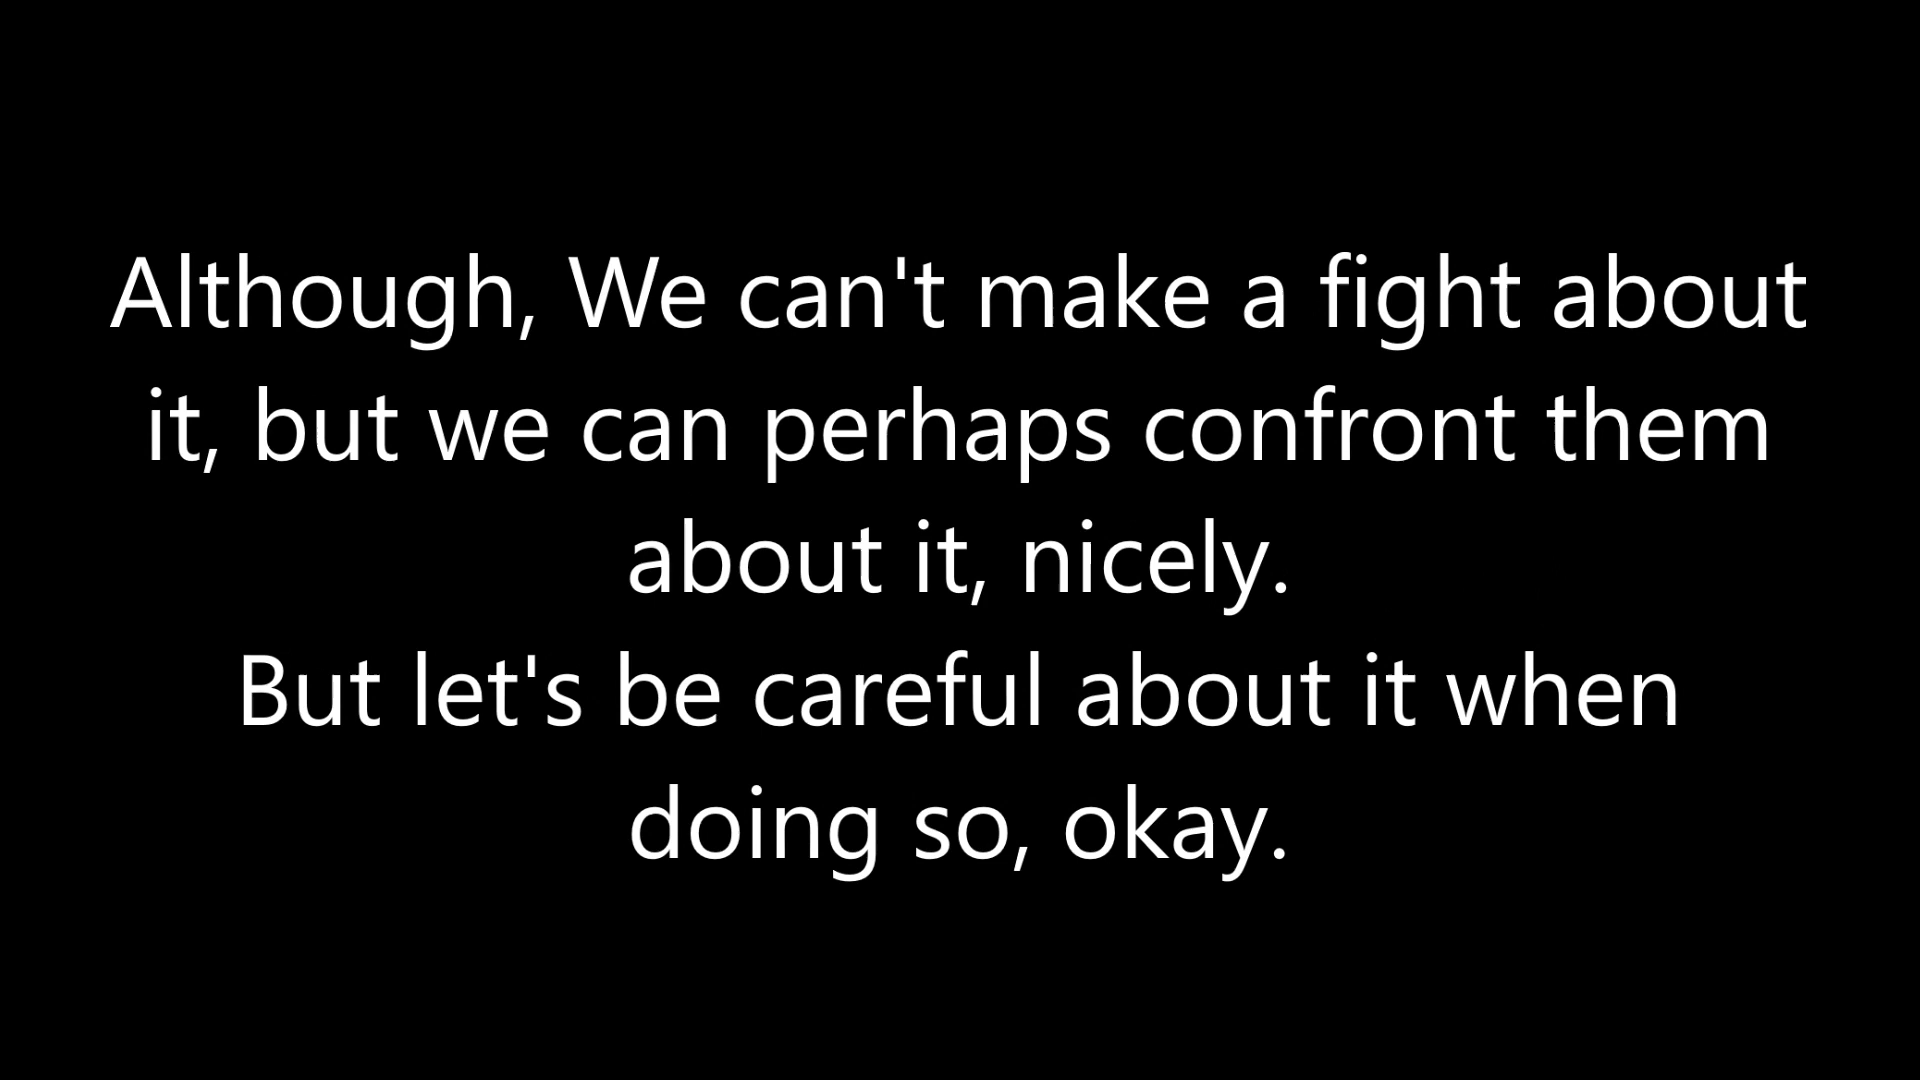 Although, We can't make a fight about
it, but we can perhaps confront them
about it, nicely.
But let's be careful about it when
doing so, okay.